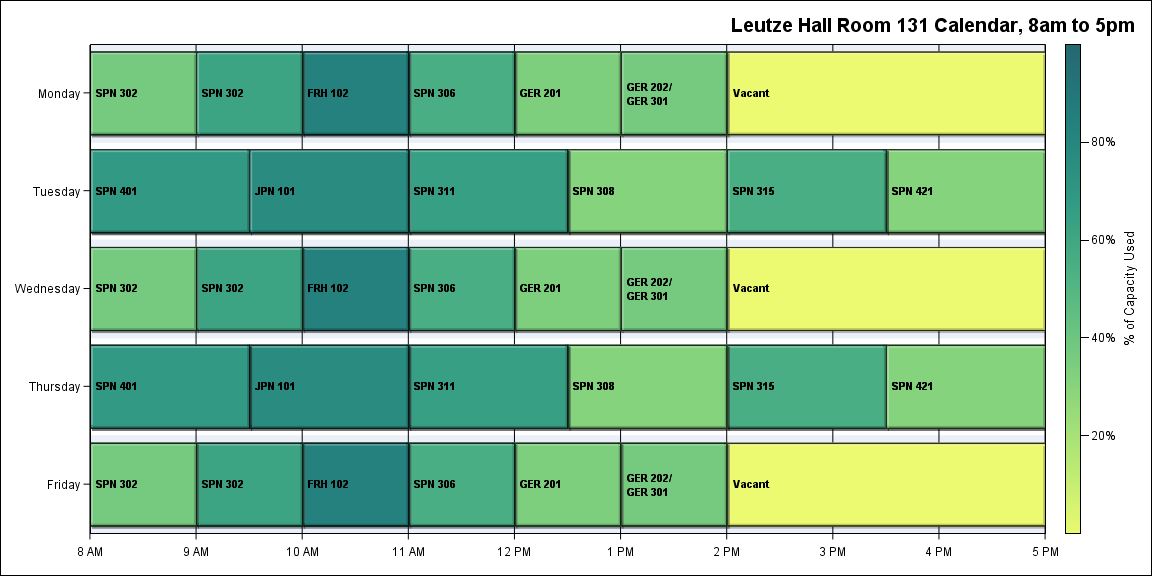 Leutze Hall Room 131 Calendar, 8am to 5pm
Monday
SPN 302
SPN 302
FRH 102
SPN 306
GER 201
GER 202/
GER 301
Vacant
Tuesday
SPN 401
JPN 101
SPN 311
SPN 308
SPN 315
SPN 421
Wednesday
SPN 302
SPN 302
FRH 102
SPN 306
GER 201
GER 202/
GER 301
Vacant
Thursday
SPN 401
JPN 101
SPN 311
SPN 308
SPN 315
SPN 421
Friday
SPN 302
SPN 302
FRH 102
SPN 306
GER 201
GER 202/
GER 301
Vacant
8 AM
9 AM
10 AM
11 AM
12 PM
1 PM
2 PM
3 PM
4 PM
5 PM
80%
60%
40%
20%
% of Capacity Used